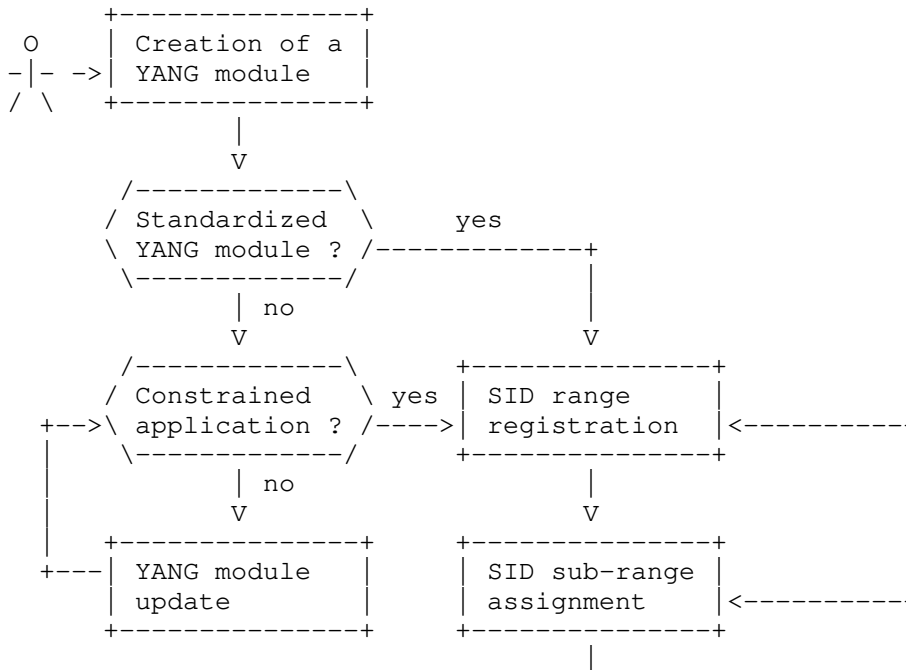 Creation of a
YANG module
Standardized
YANG module ?
yes
no
Constrained
application ?
yes
SID range
registration
no
YANG module
update
SID sub-range
assignment